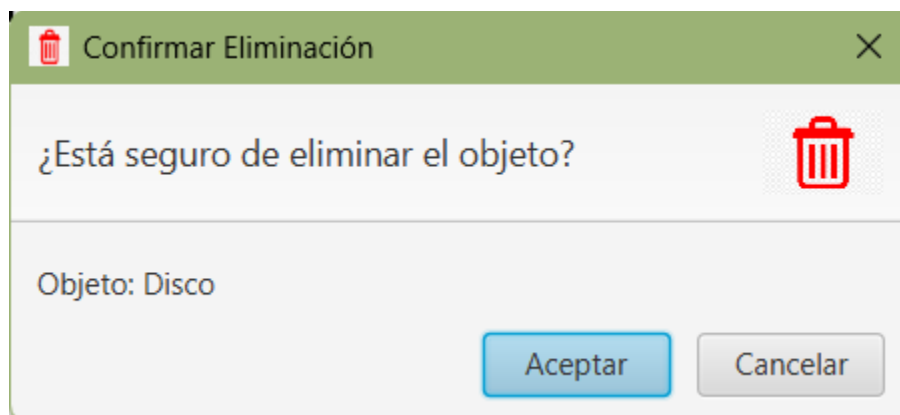 Confirmar Eliminación
¿Está seguro de eliminar el objeto?
Objeto: Disco
Aceptar Cancelar